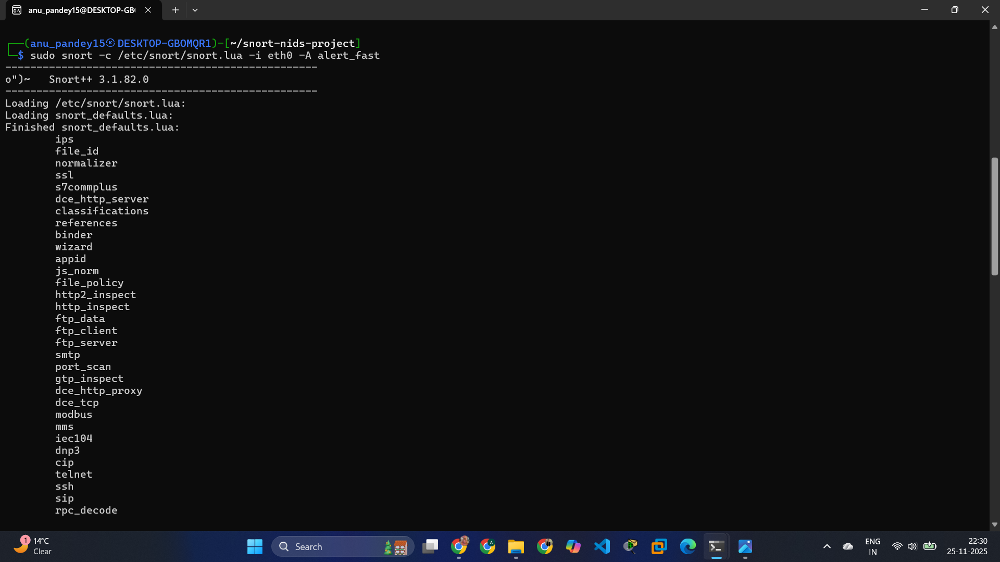 anu_pandey15@DESKTOP-GBO
(anu_pandey15㉿DESKTOP-GBOMQR1)-[~/snort-nids-project]
$ sudo snort -c /etc/snort/snort.lua -i eth0 -A alert_fast
--------------------------------------------------
o")~   Snort++ 3.1.82.0
--------------------------------------------------
Loading /etc/snort/snort.lua:
Loading snort_defaults.lua:
Finished snort_defaults.lua:
ips
file_id
normalizer
ssl
s7commplus
dce_http_server
classifications
references
binder
wizard
appid
js_norm
file_policy
http2_inspect
http_inspect
ftp_data
ftp_client
ftp_server
smtp
port_scan
gtp_inspect
dce_http_proxy
dce_tcp
modbus
mms
iec104
dnp3
cip
telnet
ssh
sip
rpc_decode
1
14°C
Clear
Search
A
ENG
IN
22:30
25-11-2025